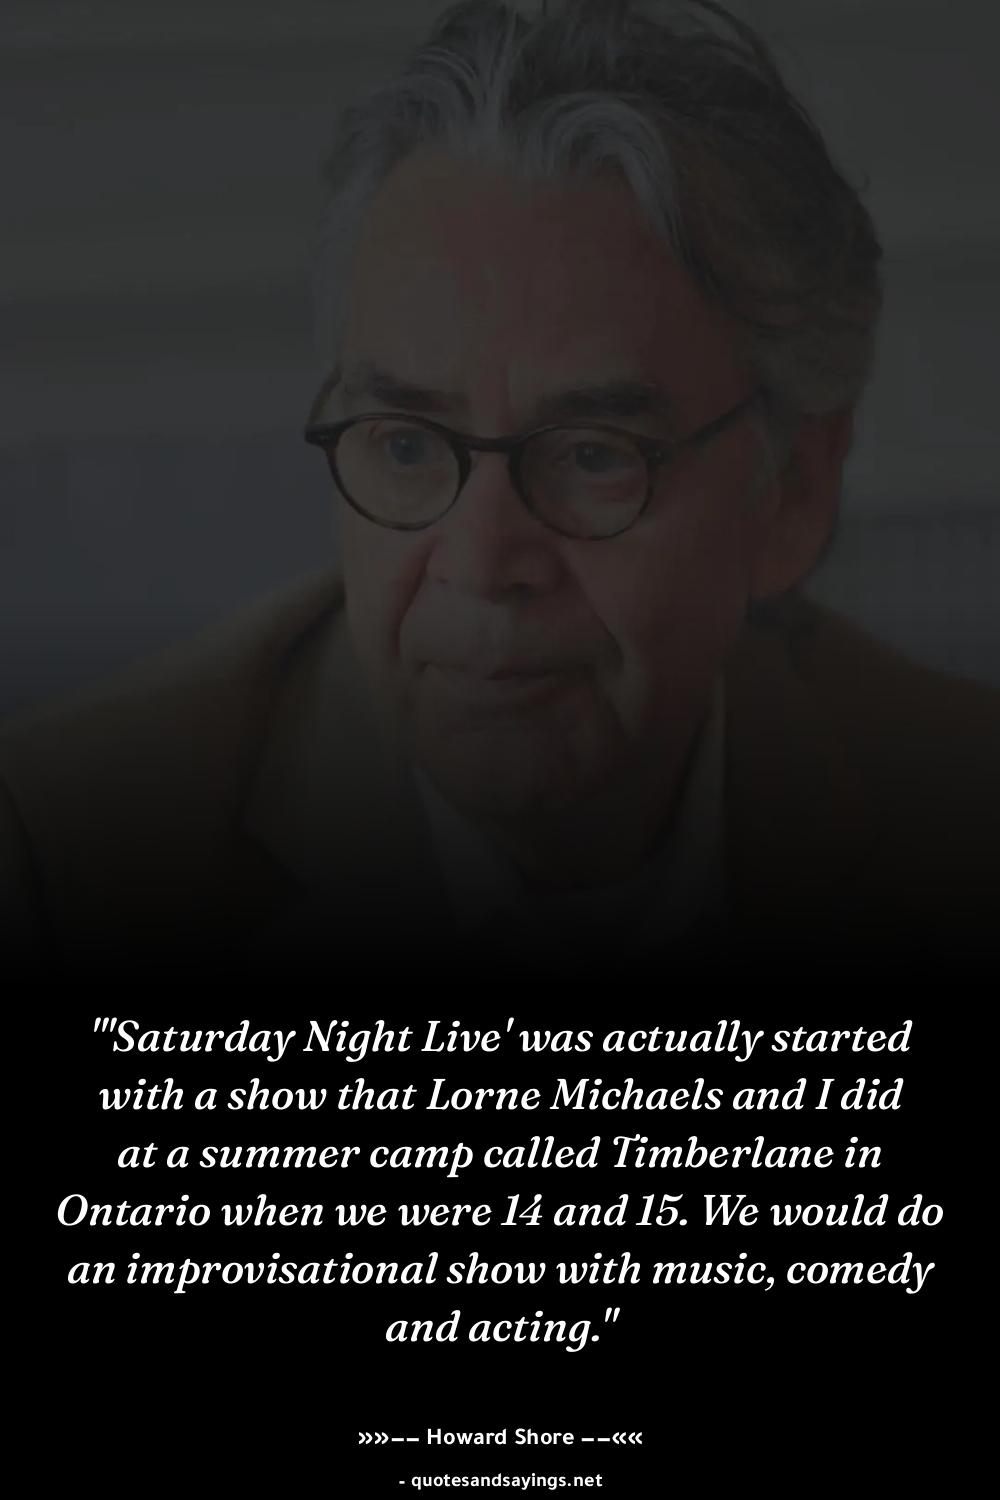 "'Saturday Night Live' was actually started
with a show that Lorne Michaels and I did
at a summer camp called Timberlane in
Ontario when we were 14 and 15. We would do
an improvisational show with music, comedy
and acting."
»»—— Howard Shore ——««
- quotesandsayings.net